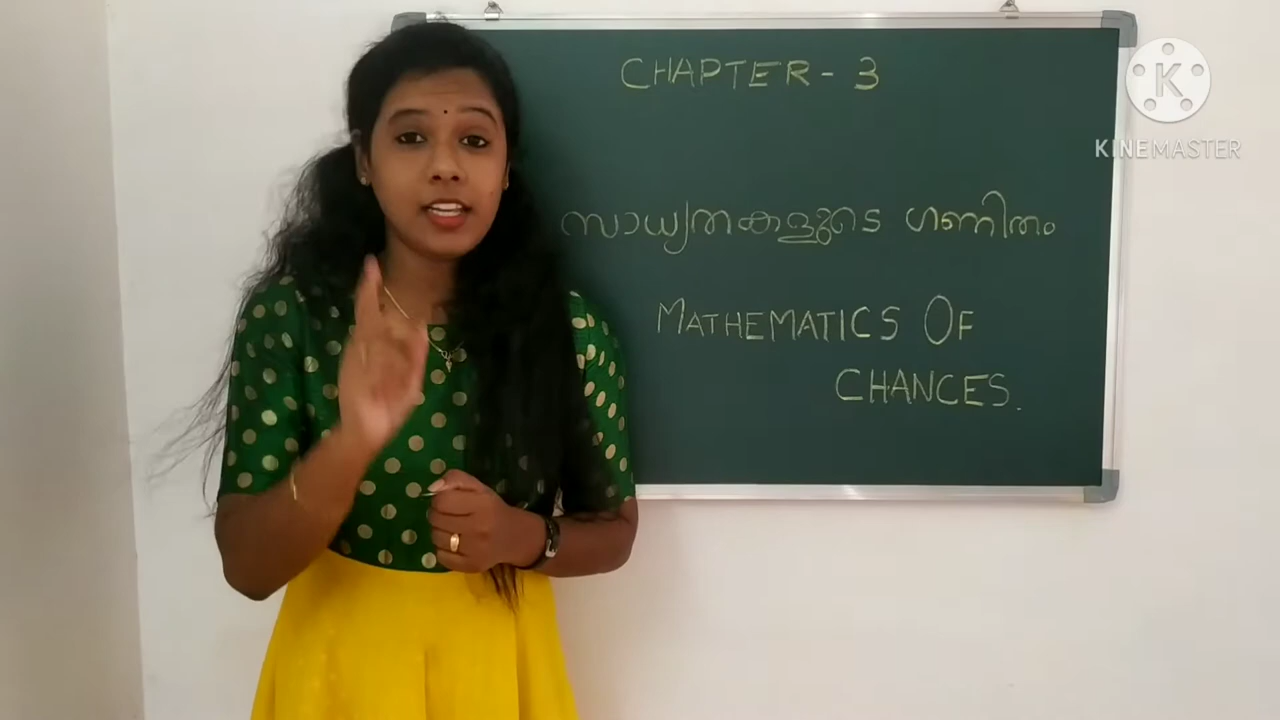 CHAPTER - 3
സാധ്യതകളുടെ ഗണിതം
MATHEMATICS OF
CHANCES.
K
KINEMASTER